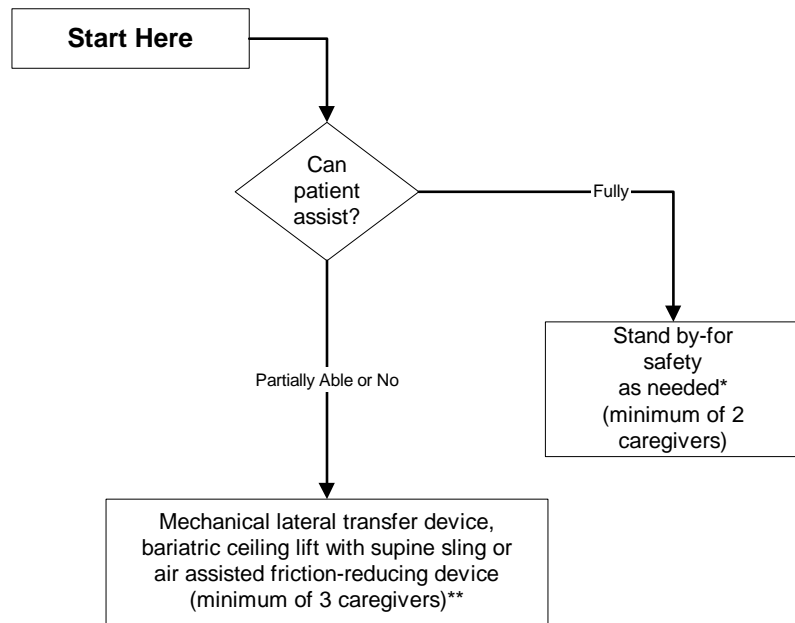 Start Here
Can
patient
assist?
Fully
Partially Able or No
Stand by-for
safety
as needed*
(minimum of 2
caregivers)
Mechanical lateral transfer device,
bariatric ceiling lift with supine sling or
air assisted friction-reducing device
(minimum of 3 caregivers)**